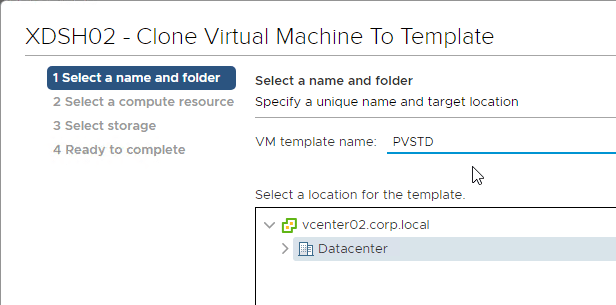 XDSH02 - Clone Virtual Machine To Template
1 Select a name and folder
2 Select a compute resource
3 Select storage
4 Ready to complete
Select a name and folder
Specify a unique name and target location
VM template name: PVSTD
Select a location for the template.
vcenter02.corp.local
Datacenter